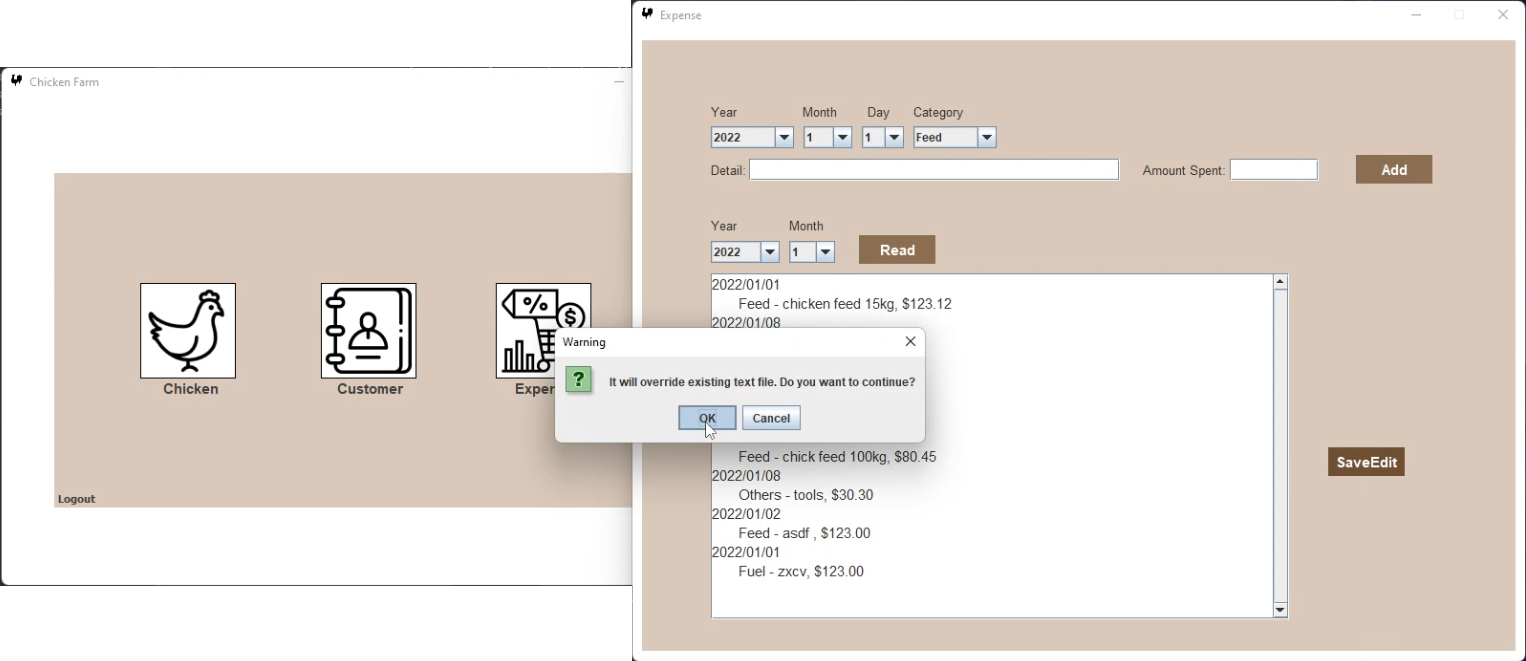 Chicken Farm
Chicken
Customer
Expen
Logout
Expense
Year Month Day Category
2022 1 1 Feed
Detail: Amount Spent: Add
Year Month
2022 1 Read
2022/01/01
Feed - chicken feed 15kg, $123.12
2022/01/08
Warning
It will override existing text file. Do you want to continue?
OK Cancel
Feed - chick feed 100kg, $80.45
2022/01/08
Others - tools, $30.30
2022/01/02
Feed - asdf , $123.00
2022/01/01
Fuel - zxcv, $123.00
SaveEdit